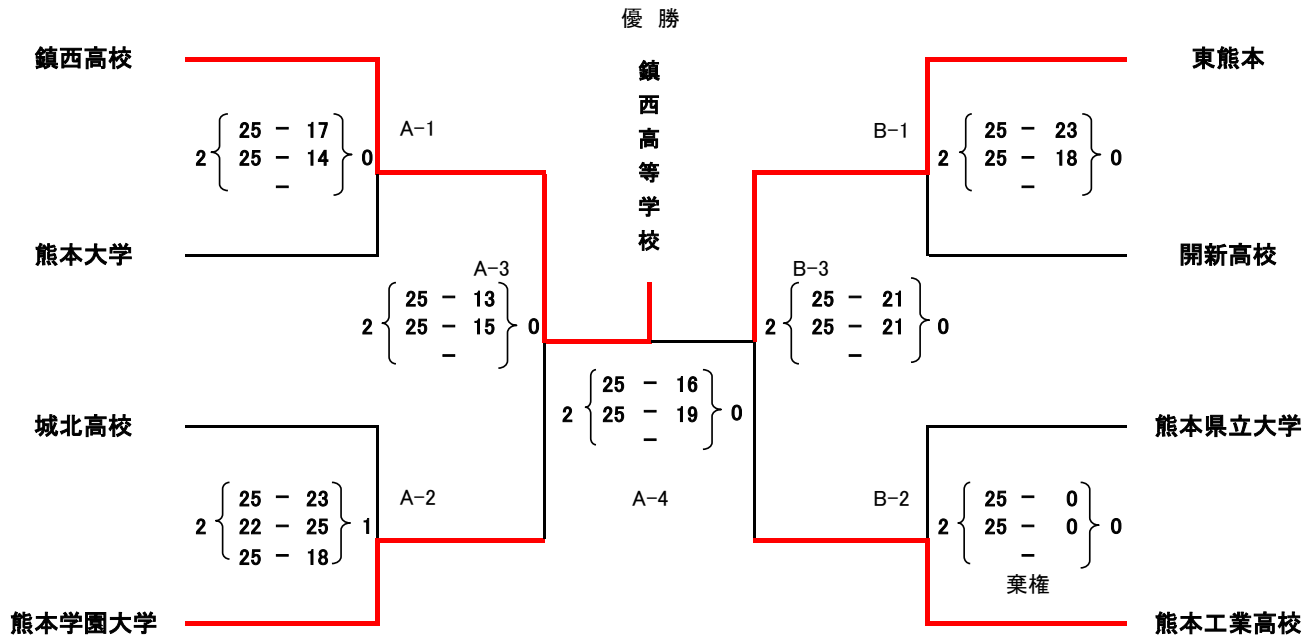 優 勝
鎮西高校
東熊本
鎮西高等学校
2 25 - 17 0
25 - 14
-
A-1
B-1
2 25 - 23 0
25 - 18
-
熊本大学
開新高校
A-3
2 25 - 13 0
25 - 15
-
B-3
2 25 - 21 0
25 - 21
-
2 25 - 16 0
25 - 19
-
A-4
城北高校
熊本県立大学
2 25 - 23 1
22 - 25
25 - 18
A-2
B-2
2 25 - 0 0
25 - 0
-
棄権
熊本学園大学
熊本工業高校